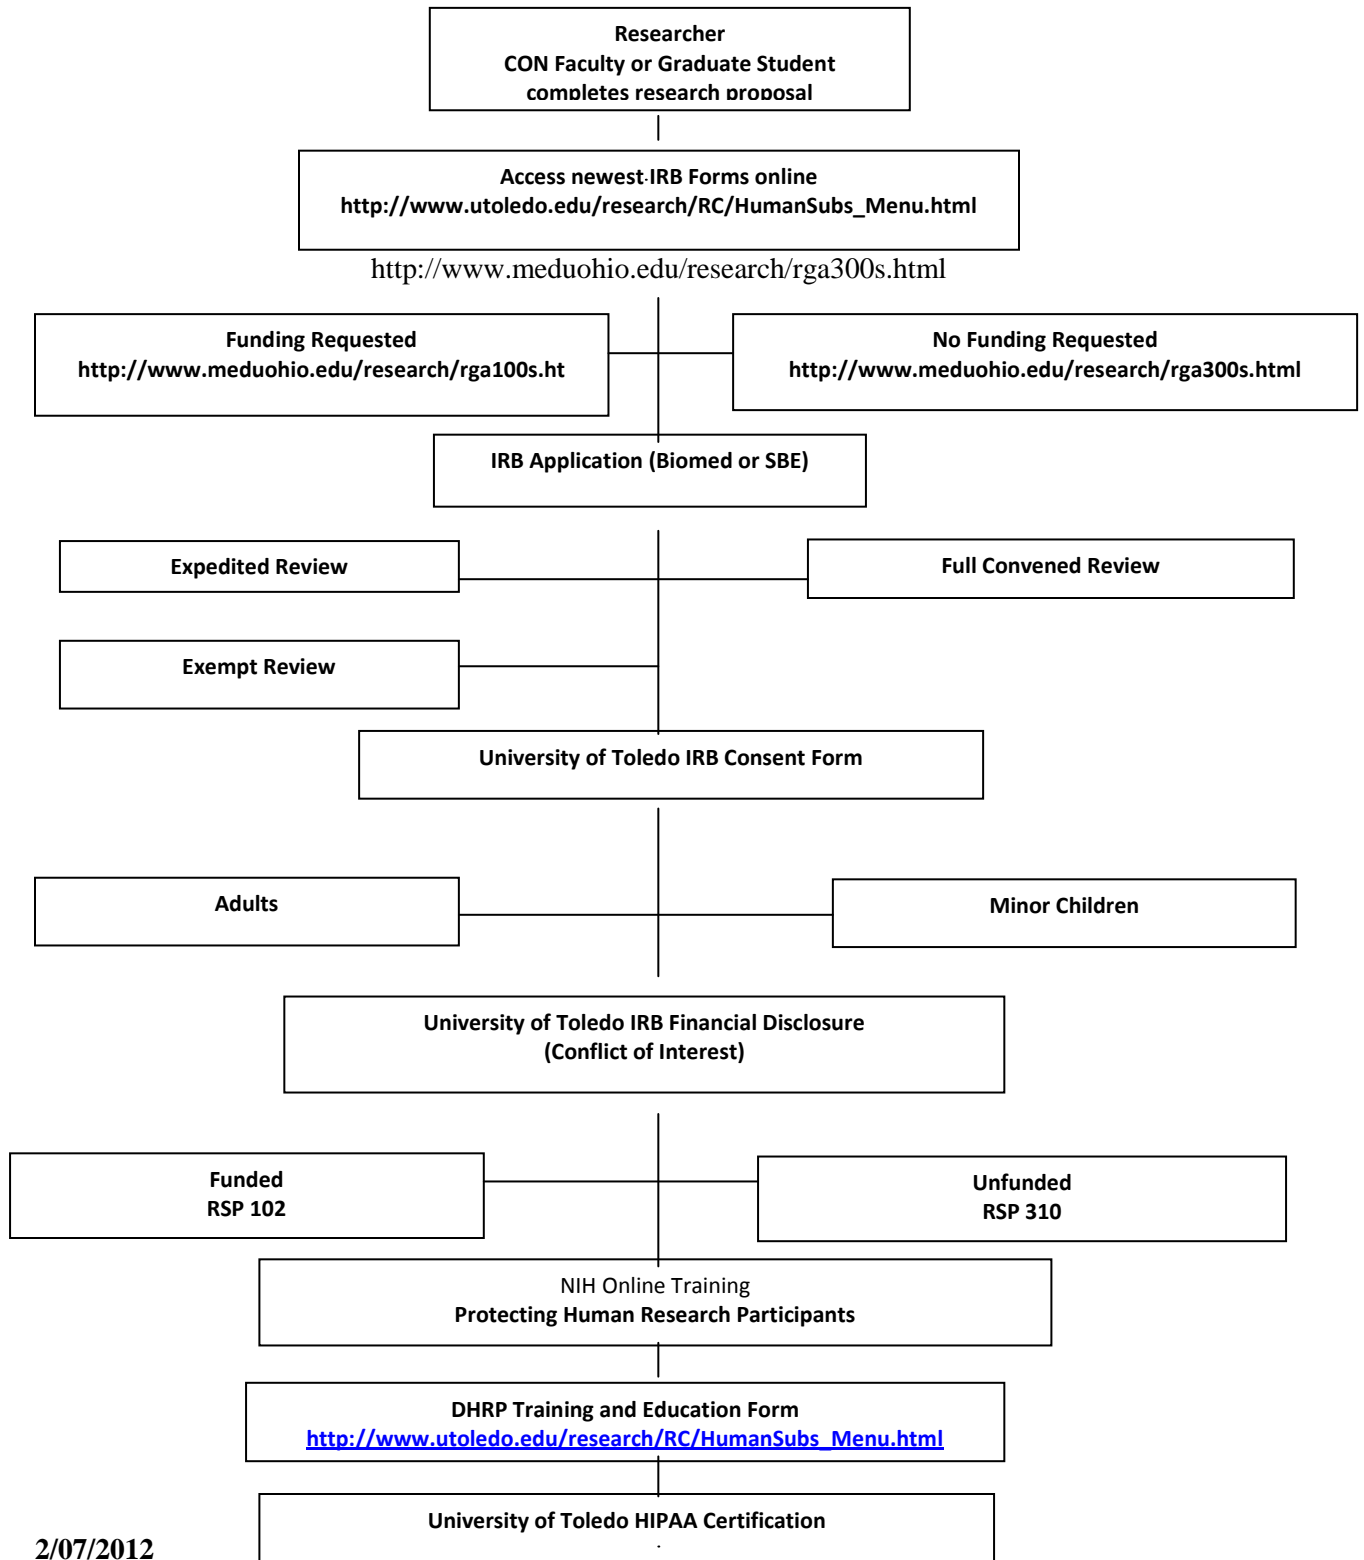 Researcher
CON Faculty or Graduate Student
completes research proposal
Access newest IRB Forms online
http://www.utoledo.edu/research/RC/HumanSubs_Menu.html
http://www.meduohio.edu/research/rga300s.html
Funding Requested
http://www.meduohio.edu/research/rga100s.ht
No Funding Requested
http://www.meduohio.edu/research/rga300s.html
IRB Application (Biomed or SBE)
Expedited Review
Full Convened Review
Exempt Review
University of Toledo IRB Consent Form
Adults
Minor Children
University of Toledo IRB Financial Disclosure
(Conflict of Interest)
Funded
RSP 102
Unfunded
RSP 310
NIH Online Training
Protecting Human Research Participants
DHRP Training and Education Form
http://www.utoledo.edu/research/RC/HumanSubs_Menu.html
University of Toledo HIPAA Certification
2/07/2012